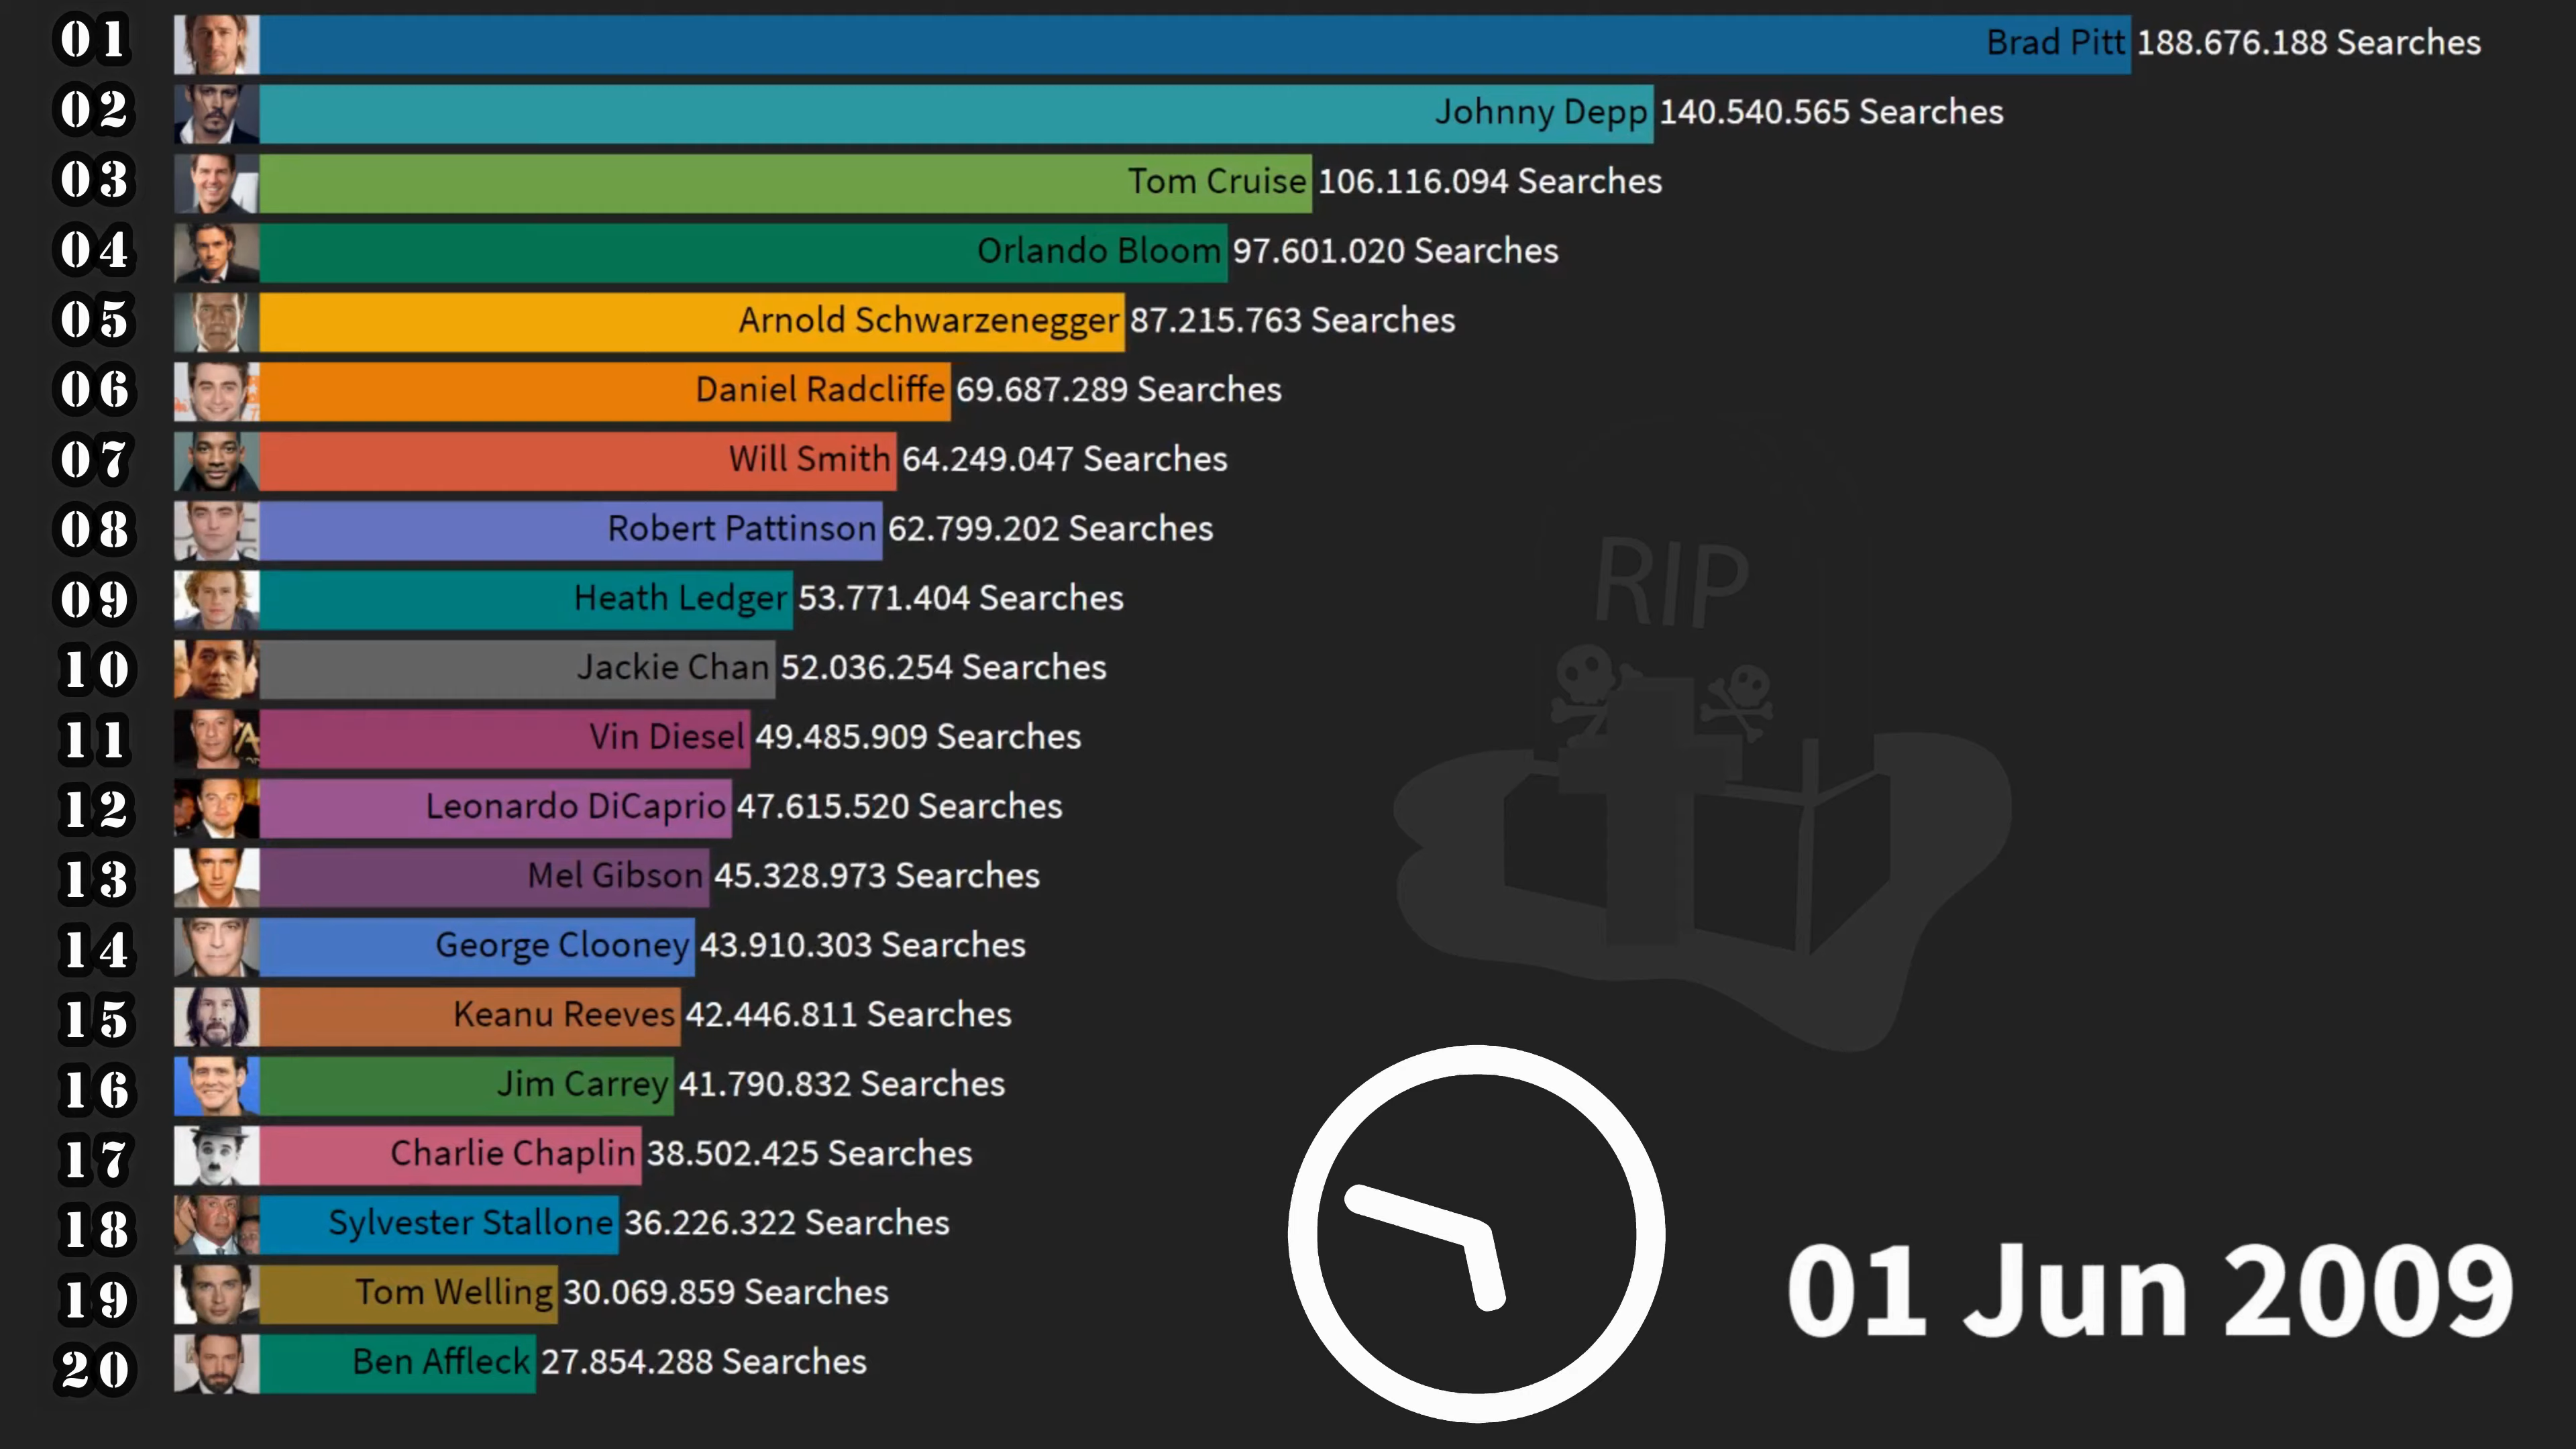 01 Brad Pitt 188.676.188 Searches
02 Johnny Depp 140.540.565 Searches
03 Tom Cruise 106.116.094 Searches
04 Orlando Bloom 97.601.020 Searches
05 Arnold Schwarzenegger 87.215.763 Searches
06 Daniel Radcliffe 69.687.289 Searches
07 Will Smith 64.249.047 Searches
08 Robert Pattinson 62.799.202 Searches
09 Heath Ledger 53.771.404 Searches
10 Jackie Chan 52.036.254 Searches
11 Vin Diesel 49.485.909 Searches
12 Leonardo DiCaprio 47.615.520 Searches
13 Mel Gibson 45.328.973 Searches
14 George Clooney 43.910.303 Searches
15 Keanu Reeves 42.446.811 Searches
16 Jim Carrey 41.790.832 Searches
17 Charlie Chaplin 38.502.425 Searches
18 Sylvester Stallone 36.226.322 Searches
19 Tom Welling 30.069.859 Searches
20 Ben Affleck 27.854.288 Searches
RIP
01 Jun 2009